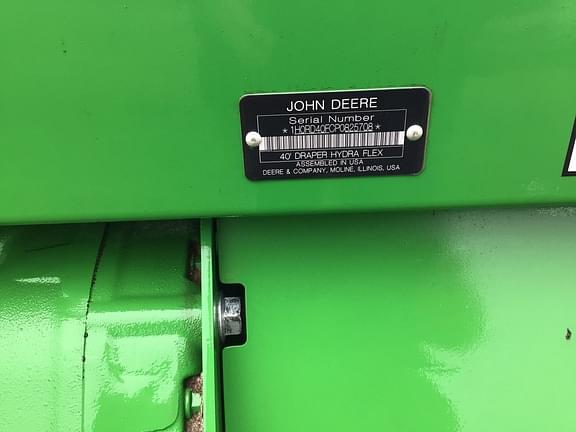 JOHN DEERE
Serial Number
*1H0RD40FCP0825708*
40' DRAPER HYDRA FLEX
ASSEMBLED IN USA
DEERE & COMPANY, MOLINE, ILLINOIS, USA